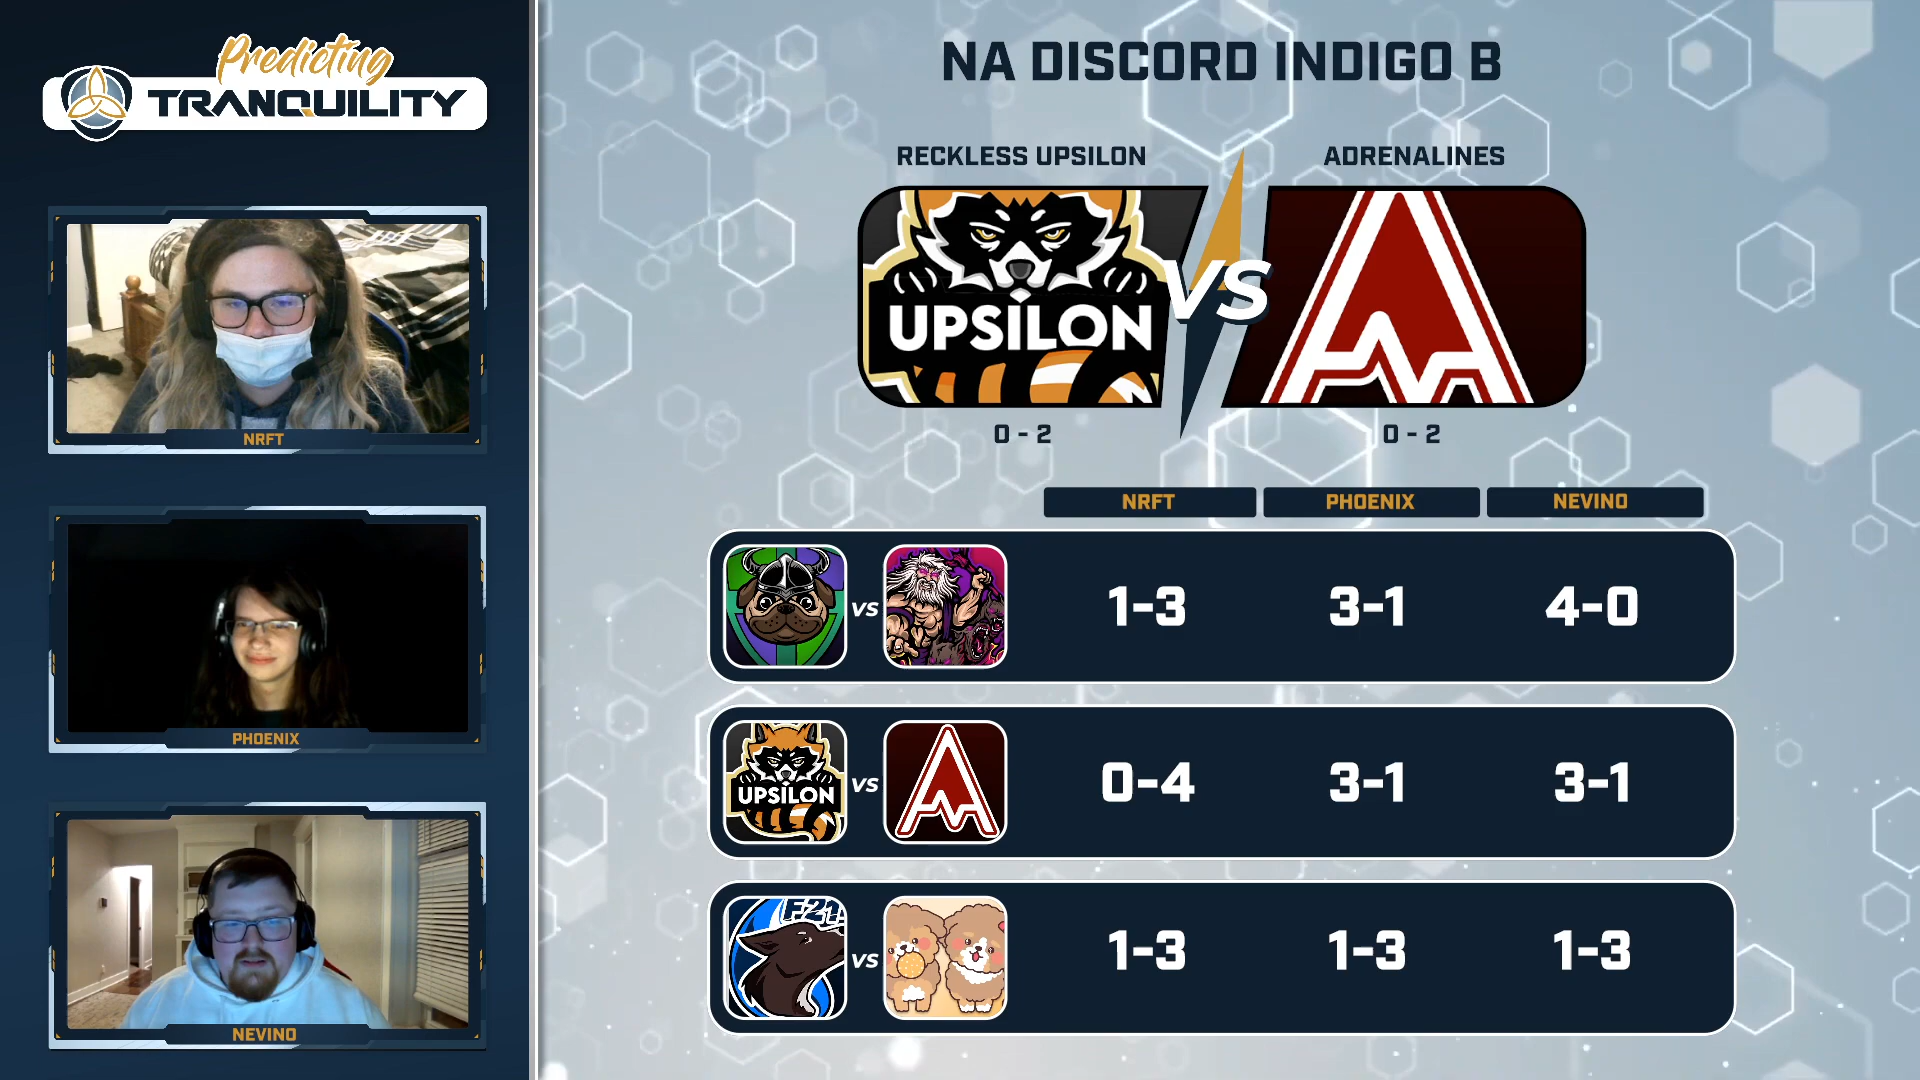 Predicting
TRANQUILITY
NRFT
PHOENIX
NEVINO
NA DISCORD INDIGO B
RECKLESS UPSILON
ADRENALINES
UPSILON
VS
0 - 2
0 - 2
NRFT
PHOENIX
NEVINO
VS
1-3
3-1
4-0
UPSILON
VS
0-4
3-1
3-1
F21
VS
1-3
1-3
1-3